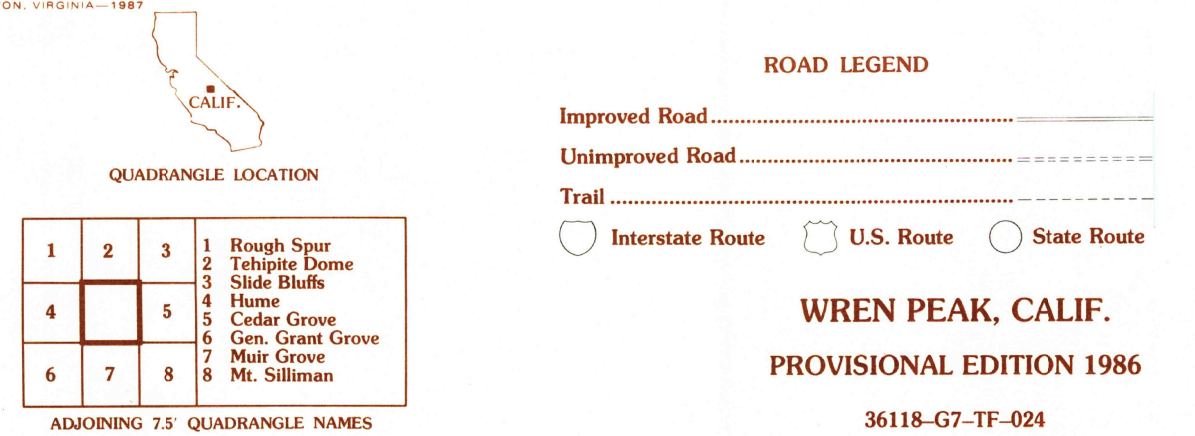 ON, VIRGINIA—1987
CALIF.
QUADRANGLE LOCATION
1 2 3
4 5
6 7 8
1 Rough Spur
2 Tehipite Dome
3 Slide Bluffs
4 Hume
5 Cedar Grove
6 Gen. Grant Grove
7 Muir Grove
8 Mt. Silliman
ADJOINING 7.5' QUADRANGLE NAMES
ROAD LEGEND
Improved Road
Unimproved Road
Trail
Interstate Route U.S. Route State Route
WREN PEAK, CALIF.
PROVISIONAL EDITION 1986
36118–G7–TF–024